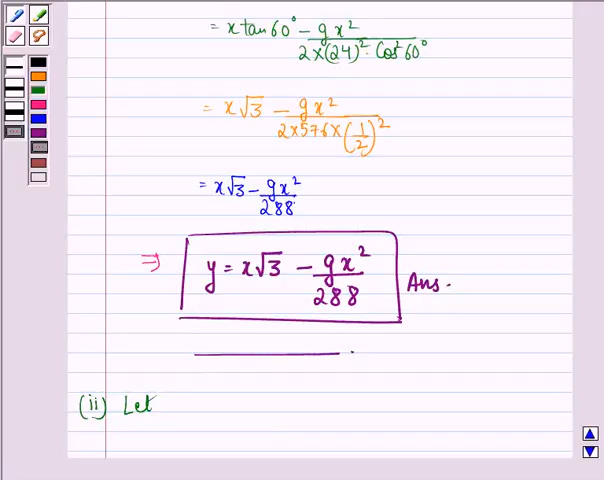 = x tan 60° - gx² / 2×(24)² · Cos² 60°
= x√3 - gx² / 2×576×(1/2)²
= x√3 - gx² / 288
⇒ y = x√3 - gx² / 288 Ans.
(ii) Let